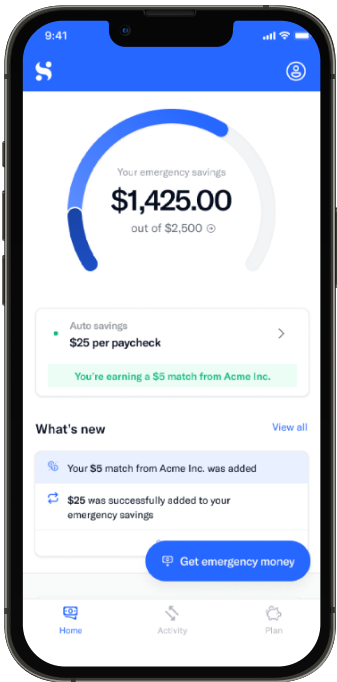 9:41
Your emergency savings
$1,425.00
out of $2,500
Auto savings
$25 per paycheck
You're earning a $5 match from Acme Inc.
What's new
View all
Your $5 match from Acme Inc. was added
$25 was successfully added to your
emergency savings
Get emergency money
Home
Activity
Plan